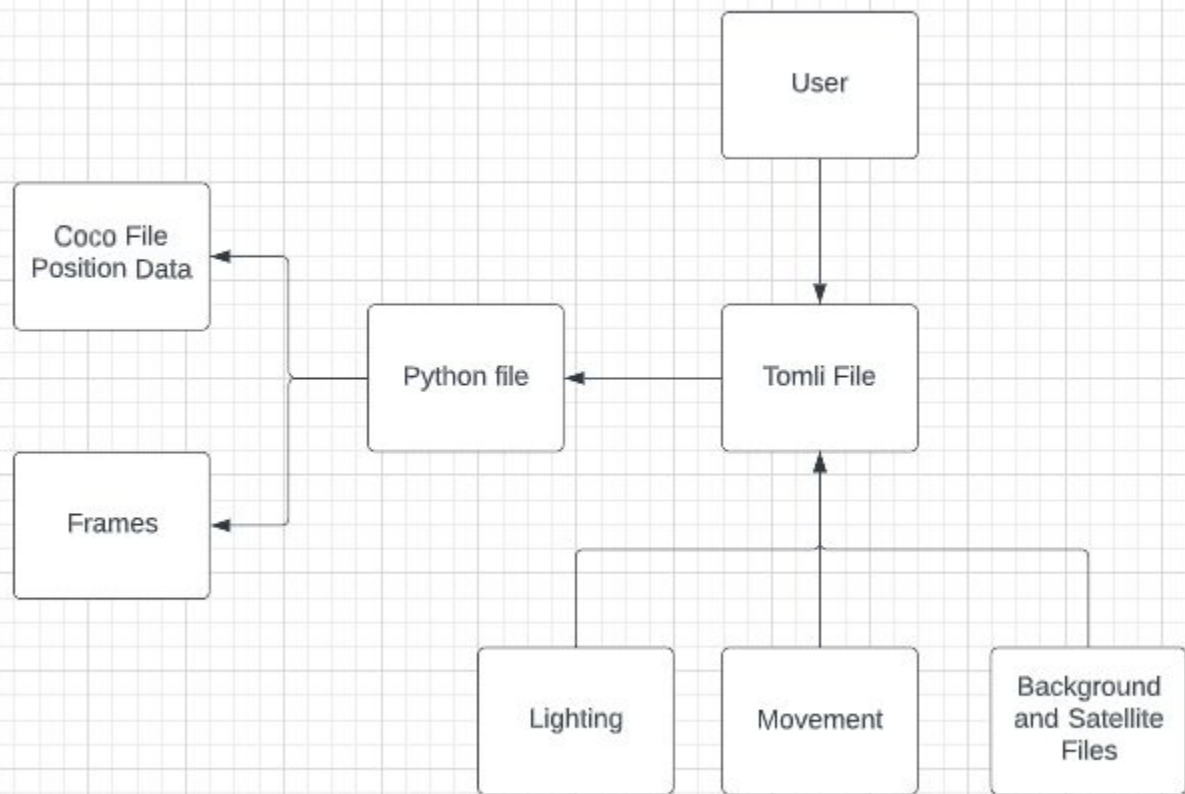 User
Coco File
Position Data
Python file
Tomli File
Frames
Lighting
Movement
Background
and Satellite
Files